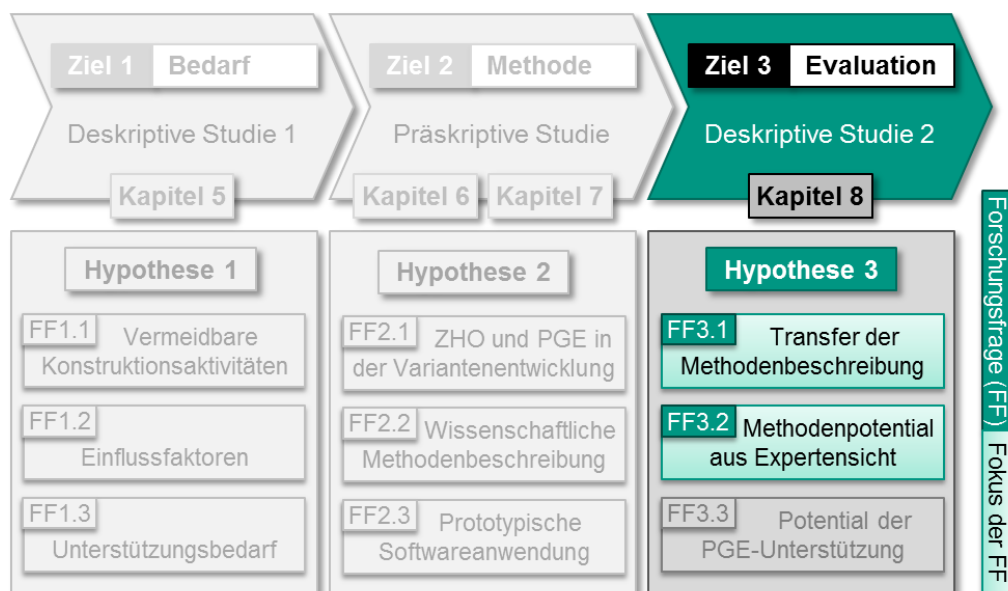 Ziel 1 Bedarf
Deskriptive Studie 1
Kapitel 5
Ziel 2 Methode
Präskriptive Studie
Kapitel 6 Kapitel 7
Ziel 3 Evaluation
Deskriptive Studie 2
Kapitel 8
Hypothese 1
FF1.1 Vermeidbare
Konstruktionsaktivitäten
FF1.2
Einflussfaktoren
FF1.3
Unterstützungsbedarf
Hypothese 2
FF2.1 ZHO und PGE in
der Variantenentwicklung
FF2.2 Wissenschaftliche
Methodenbeschreibung
FF2.3 Prototypische
Softwareanwendung
Hypothese 3
FF3.1 Transfer der
Methodenbeschreibung
FF3.2 Methodenpotential
aus Expertensicht
FF3.3 Potential der
PGE-Unterstützung
Forschungsfrage (FF) Fokus der FF